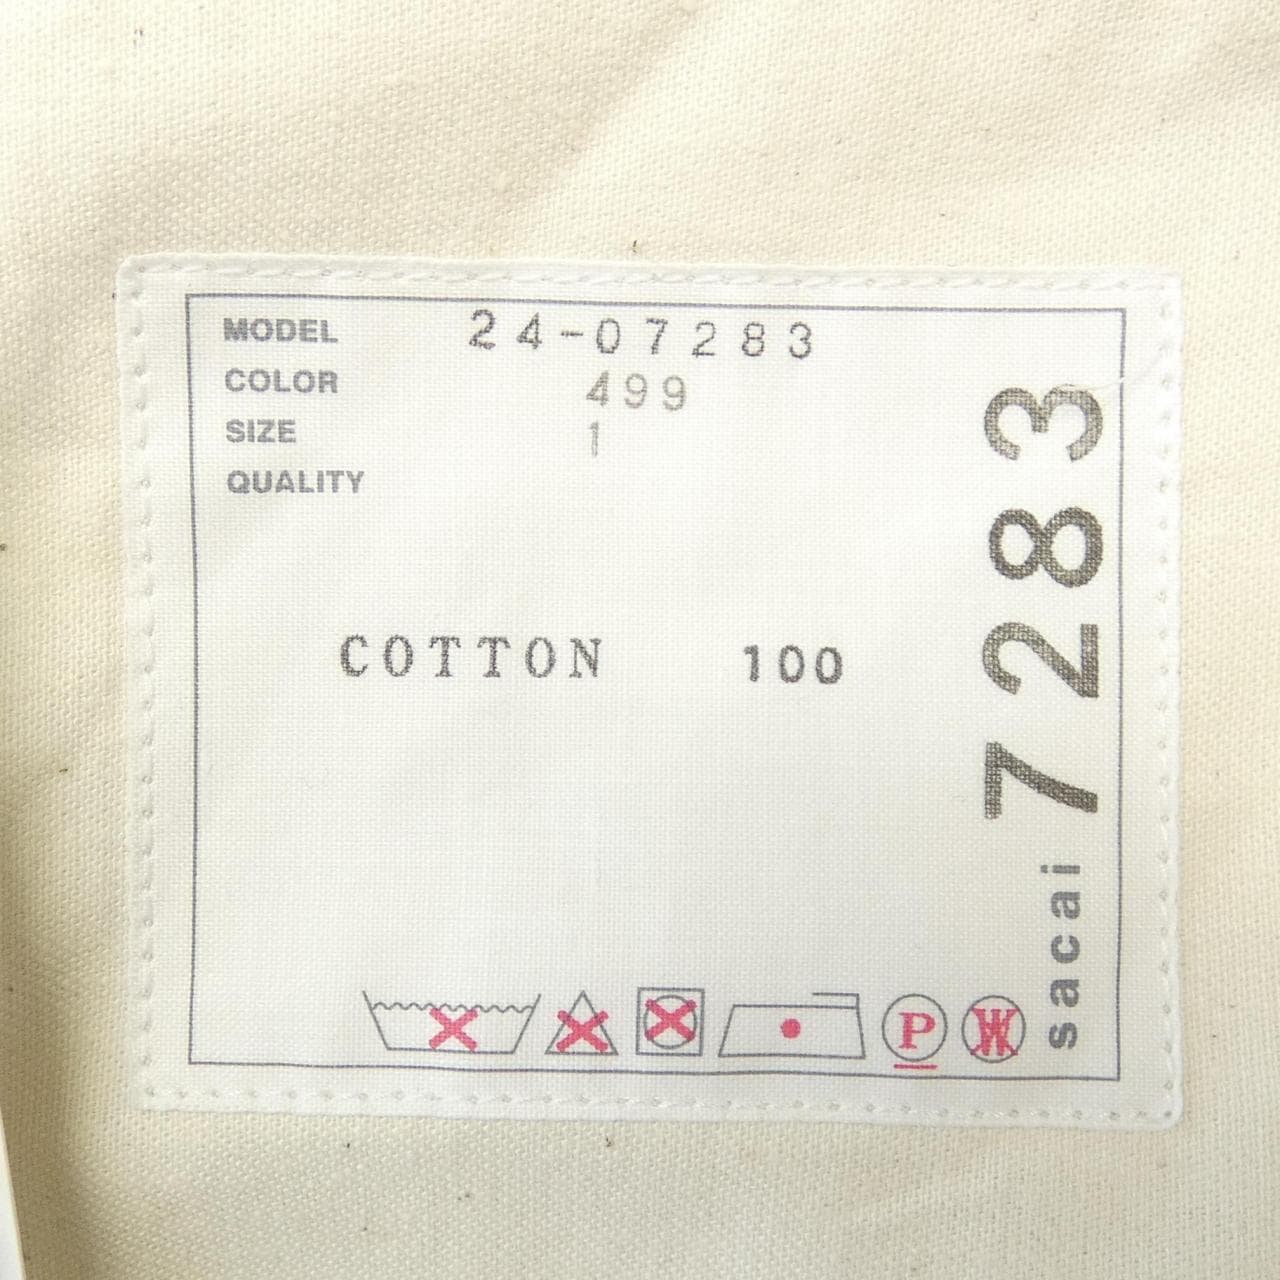 MODEL 24-07283
COLOR 499
SIZE 1
QUALITY
COTTON 100
sacai 7283
P
W